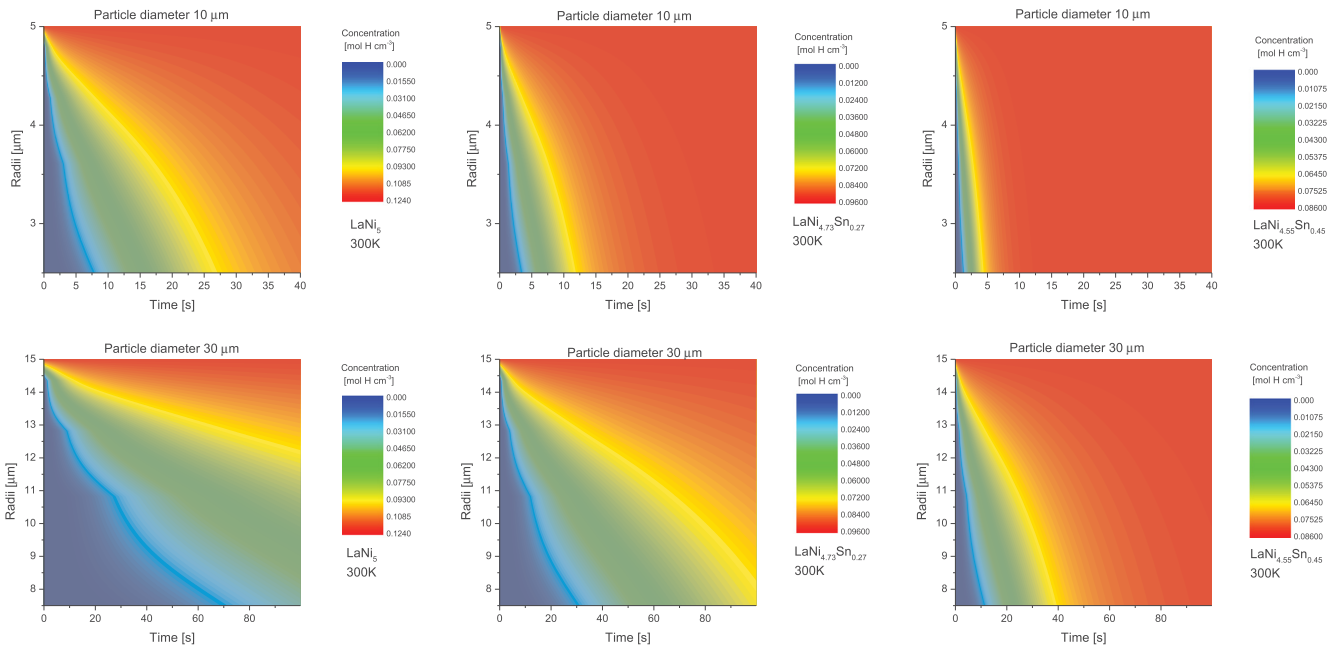 Particle diameter 10 μm
5
4
3
Radii [μm]
0 5 10 15 20 25 30 35 40
Time [s]
Concentration
[mol H cm⁻³]
0.000
0.01550
0.03100
0.04650
0.06200
0.09300
0.1085
0.1240
LaNi₅
300K
Particle diameter 10 μm
5
4
3
Radii [μm]
0 5 10 15 20 25 30 35 40
Time [s]
Concentration
[mol H cm⁻³]
0.000
0.01200
0.02400
0.03600
0.04800
0.06000
0.07200
0.08400
0.09600
LaNi₄.₇₃Sn₀.₂₇
300K
Particle diameter 10 μm
5
4
3
Radii [μm]
0 5 10 15 20 25 30 35 40
Time [s]
Concentration
[mol H cm⁻³]
0.000
0.01075
0.02150
0.03225
0.04300
0.05375
0.06450
0.07525
0.08600
LaNi₄.₅₅Sn₀.₄₅
300K
Particle diameter 30 μm
15
14
13
12
11
10
9
8
Radii [μm]
0 20 40 60 80
Time [s]
Concentration
[mol H cm⁻³]
0.000
0.01550
0.03100
0.04650
0.06200
0.07750
0.09300
0.1085
0.1240
LaNi₅
300K
Particle diameter 30 μm
15
14
13
12
11
10
9
8
Radii [μm]
0 20 40 60 80
Time [s]
Concentration
[mol H cm⁻³]
0.000
0.01200
0.02400
0.03600
0.04800
0.06000
0.07200
0.08400
0.09600
LaNi₄.₇₃Sn₀.₂₇
300K
Particle diameter 30 μm
15
14
13
12
11
10
9
8
Radii [μm]
0 20 40 60 80
Time [s]
Concentration
[mol H cm⁻³]
0.000
0.01075
0.02150
0.03225
0.04300
0.05375
0.06450
0.07525
0.08600
LaNi₄.₅₅Sn₀.₄₅
300K